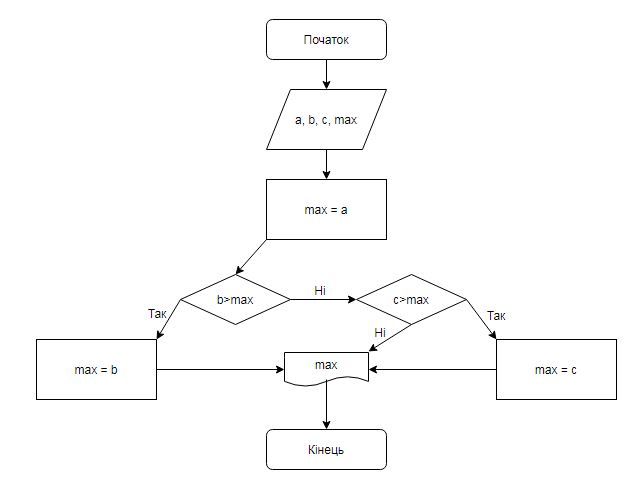 Початок
a, b, c, max
max = a
b>max
Ні
c>max
Так
Ні
Так
max = b
max
max = c
Кінець